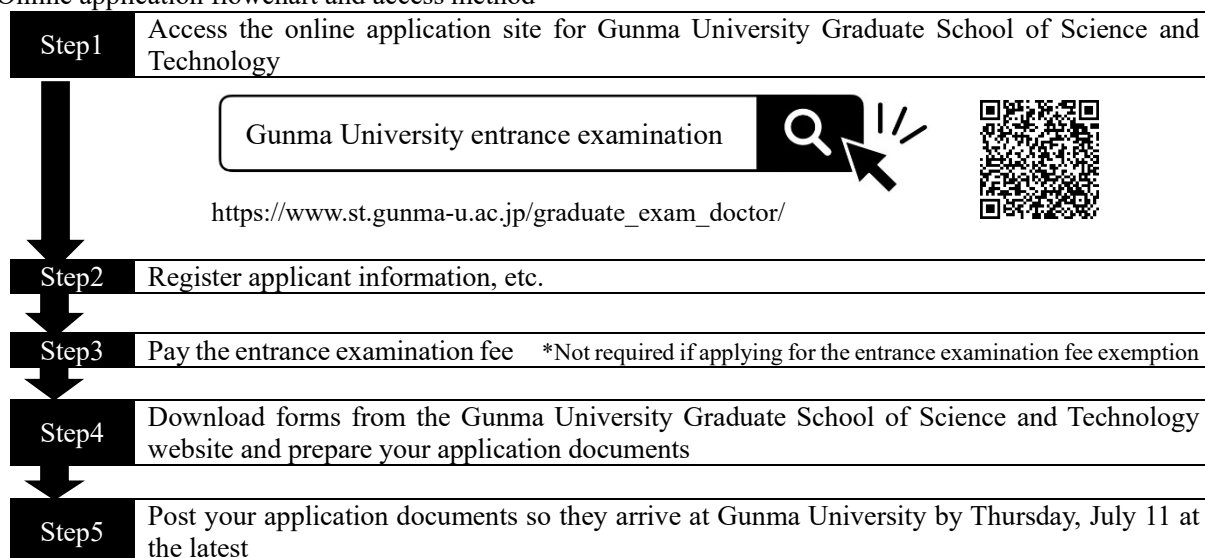 Online application flowchart and access method
Step1
Access the online application site for Gunma University Graduate School of Science and
Technology
Gunma University entrance examination
https://www.st.gunma-u.ac.jp/graduate_exam_doctor/
Step2
Register applicant information, etc.
Step3
Pay the entrance examination fee *Not required if applying for the entrance examination fee exemption
Step4
Download forms from the Gunma University Graduate School of Science and Technology
website and prepare your application documents
Step5
Post your application documents so they arrive at Gunma University by Thursday, July 11 at
the latest